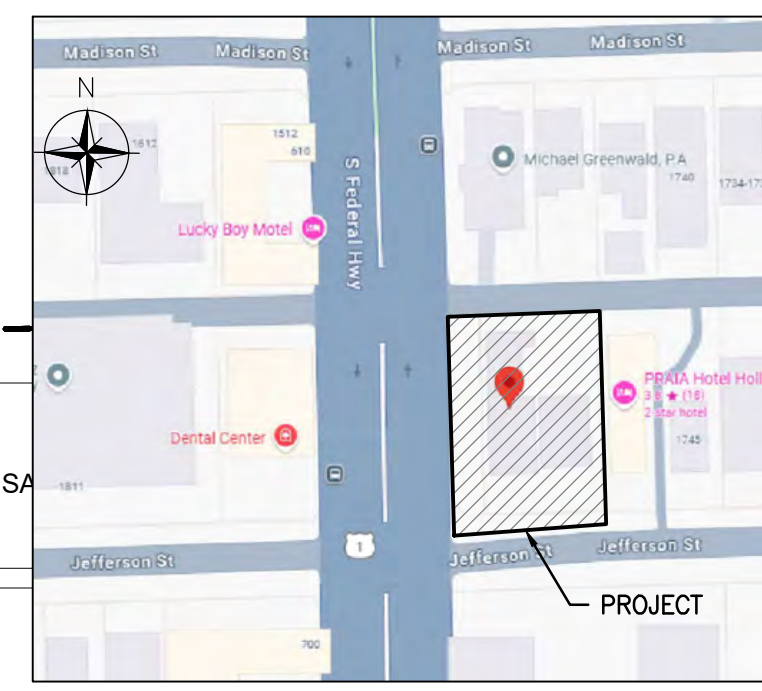 Madison St
Madison St
Madison St
Madison St
N
1612
1512
610
Michael Greenwald, P.A
1740
S Federal Hwy
Lucky Boy Motel
PRAIA Hotel Holl
2-star hotel
Dental Center
1745
SA
1811
1
Jefferson St
Jefferson St
Jefferson St
PROJECT
700